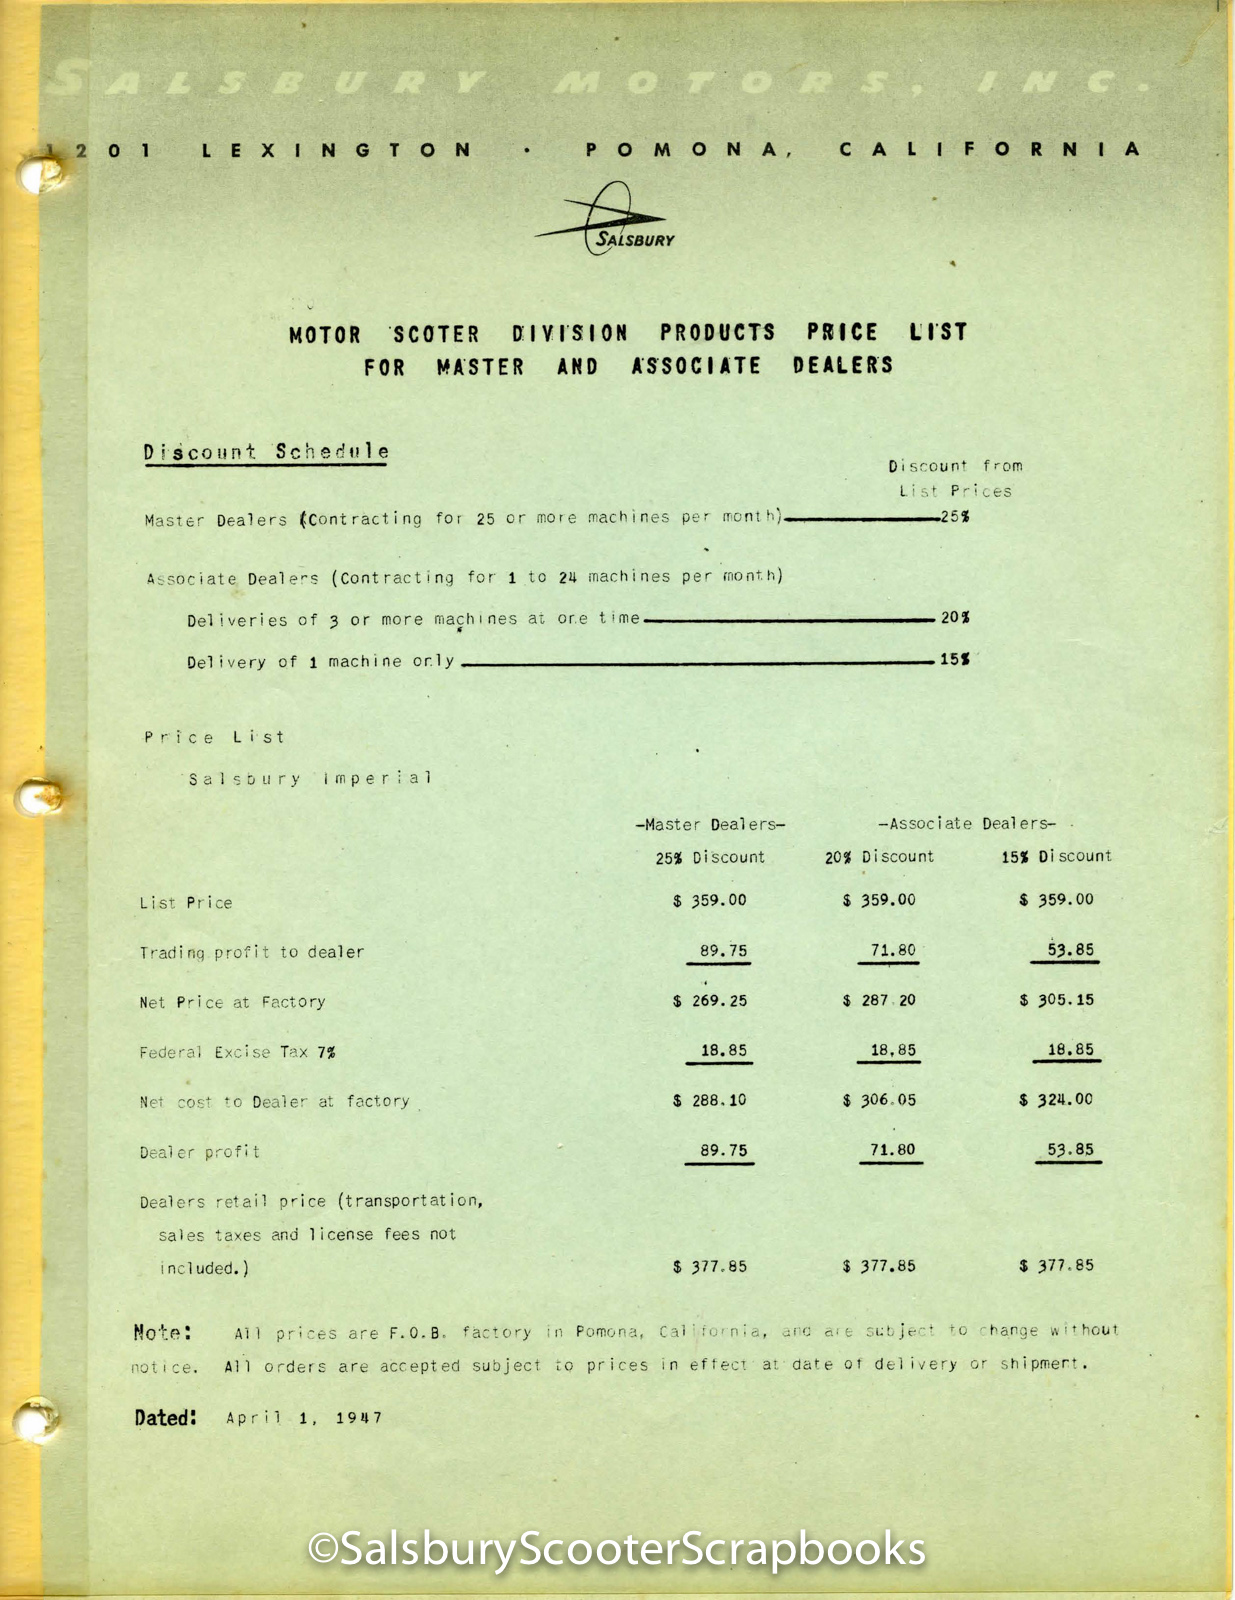 SALSBURY MOTORS, INC.
1201 LEXINGTON · POMONA, CALIFORNIA
SALSBURY
MOTOR SCOTER DIVISION PRODUCTS PRICE LIST
FOR MASTER AND ASSOCIATE DEALERS
Discount Schedule
Discount from
List Prices
Master Dealers (Contracting for 25 or more machines per month) 25%
Associate Dealers (Contracting for 1 to 24 machines per month)
Deliveries of 3 or more machines at one time 20%
Delivery of 1 machine only 15%
Price List
Salsbury Imperial
-Master Dealers- -Associate Dealers-
25% Discount 20% Discount 15% Discount
List Price $ 359.00 $ 359.00 $ 359.00
Trading profit to dealer 89.75 71.80 53.85
Net Price at Factory $ 269.25 $ 287.20 $ 305.15
Federal Excise Tax 7% 18.85 18.85 18.85
Net cost to Dealer at factory $ 288.10 $ 306.05 $ 324.00
Dealer profit 89.75 71.80 53.85
Dealers retail price (transportation,
sales taxes and license fees not
included.) $ 377.85 $ 377.85 $ 377.85
Note: All prices are F.O.B. factory in Pomona, California, and are subject to change without
notice. All orders are accepted subject to prices in effect at date of delivery or shipment.
Dated: April 1, 1947
©SalsburyScooterScrapbooks